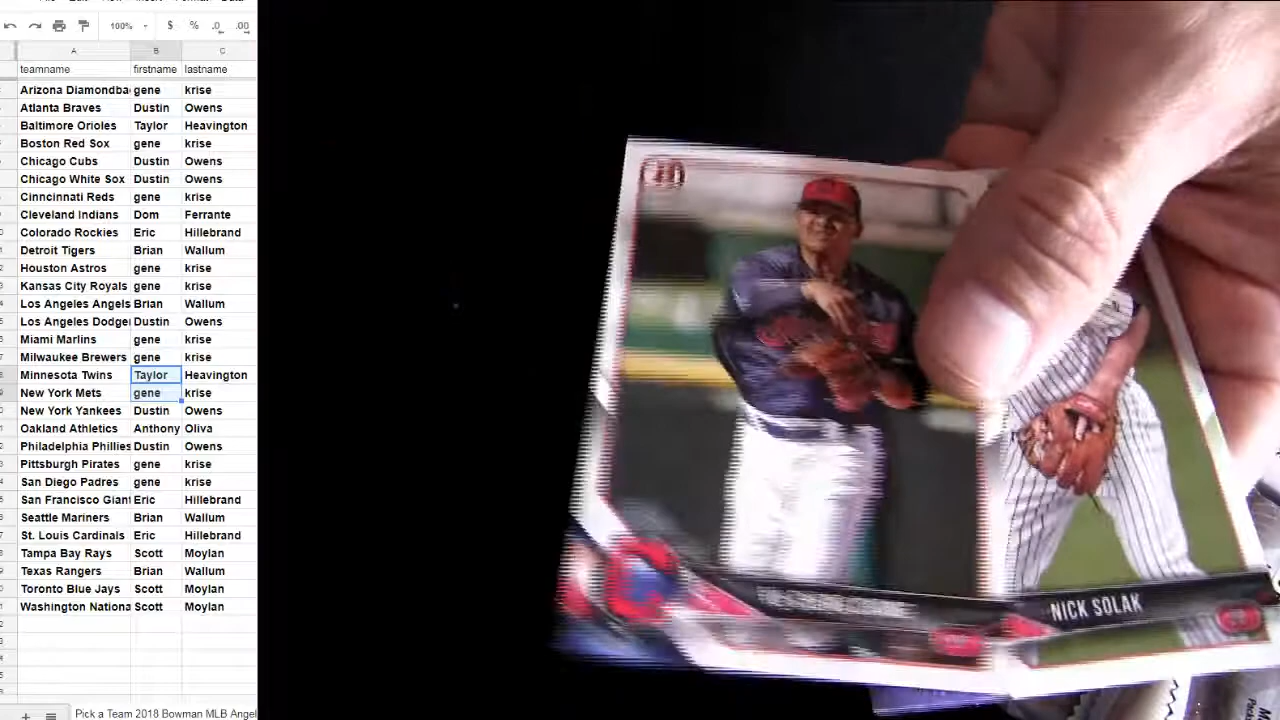 100%
$ % .0 .00
A B C
teamname firstname lastname
Arizona Diamondba gene krise
Atlanta Braves Dustin Owens
Baltimore Orioles Taylor Heavington
Boston Red Sox gene krise
Chicago Cubs Dustin Owens
Chicago White Sox Dustin Owens
Cinncinnati Reds gene krise
Cleveland Indians Dom Ferrante
Colorado Rockies Eric Hillebrand
Detroit Tigers Brian Wallum
Houston Astros gene krise
Kansas City Royals gene krise
Los Angeles Angels Brian Wallum
Los Angeles Dodge Dustin Owens
Miami Marlins gene krise
Milwaukee Brewers gene krise
Minnesota Twins Taylor Heavington
New York Mets gene krise
New York Yankees Dustin Owens
Oakland Athletics Anthony Oliva
Philadelphia Phillies Dustin Owens
Pittsburgh Pirates gene krise
San Diego Padres gene krise
San Francisco Giant Eric Hillebrand
Seattle Mariners Brian Wallum
St. Louis Cardinals Eric Hillebrand
Tampa Bay Rays Scott Moylan
Texas Rangers Brian Wallum
Toronto Blue Jays Scott Moylan
Washington Nationa Scott Moylan
Pick a Team 2018 Bowman MLB Angel
NICK SOLAK